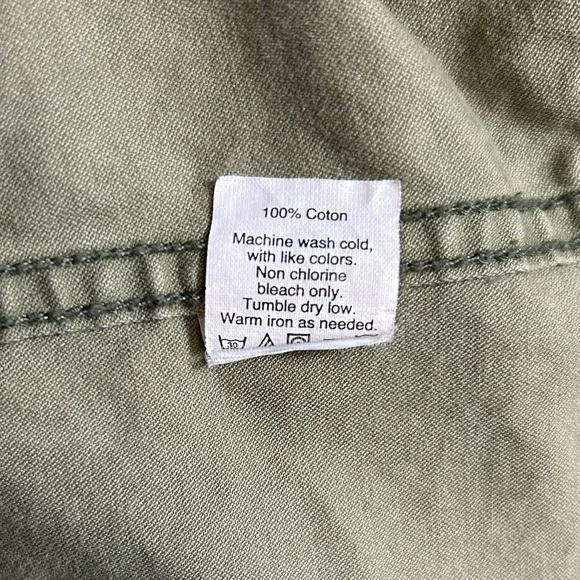 100% Coton
Machine wash cold,
with like colors.
Non chlorine
bleach only.
Tumble dry low.
Warm iron as needed.
30